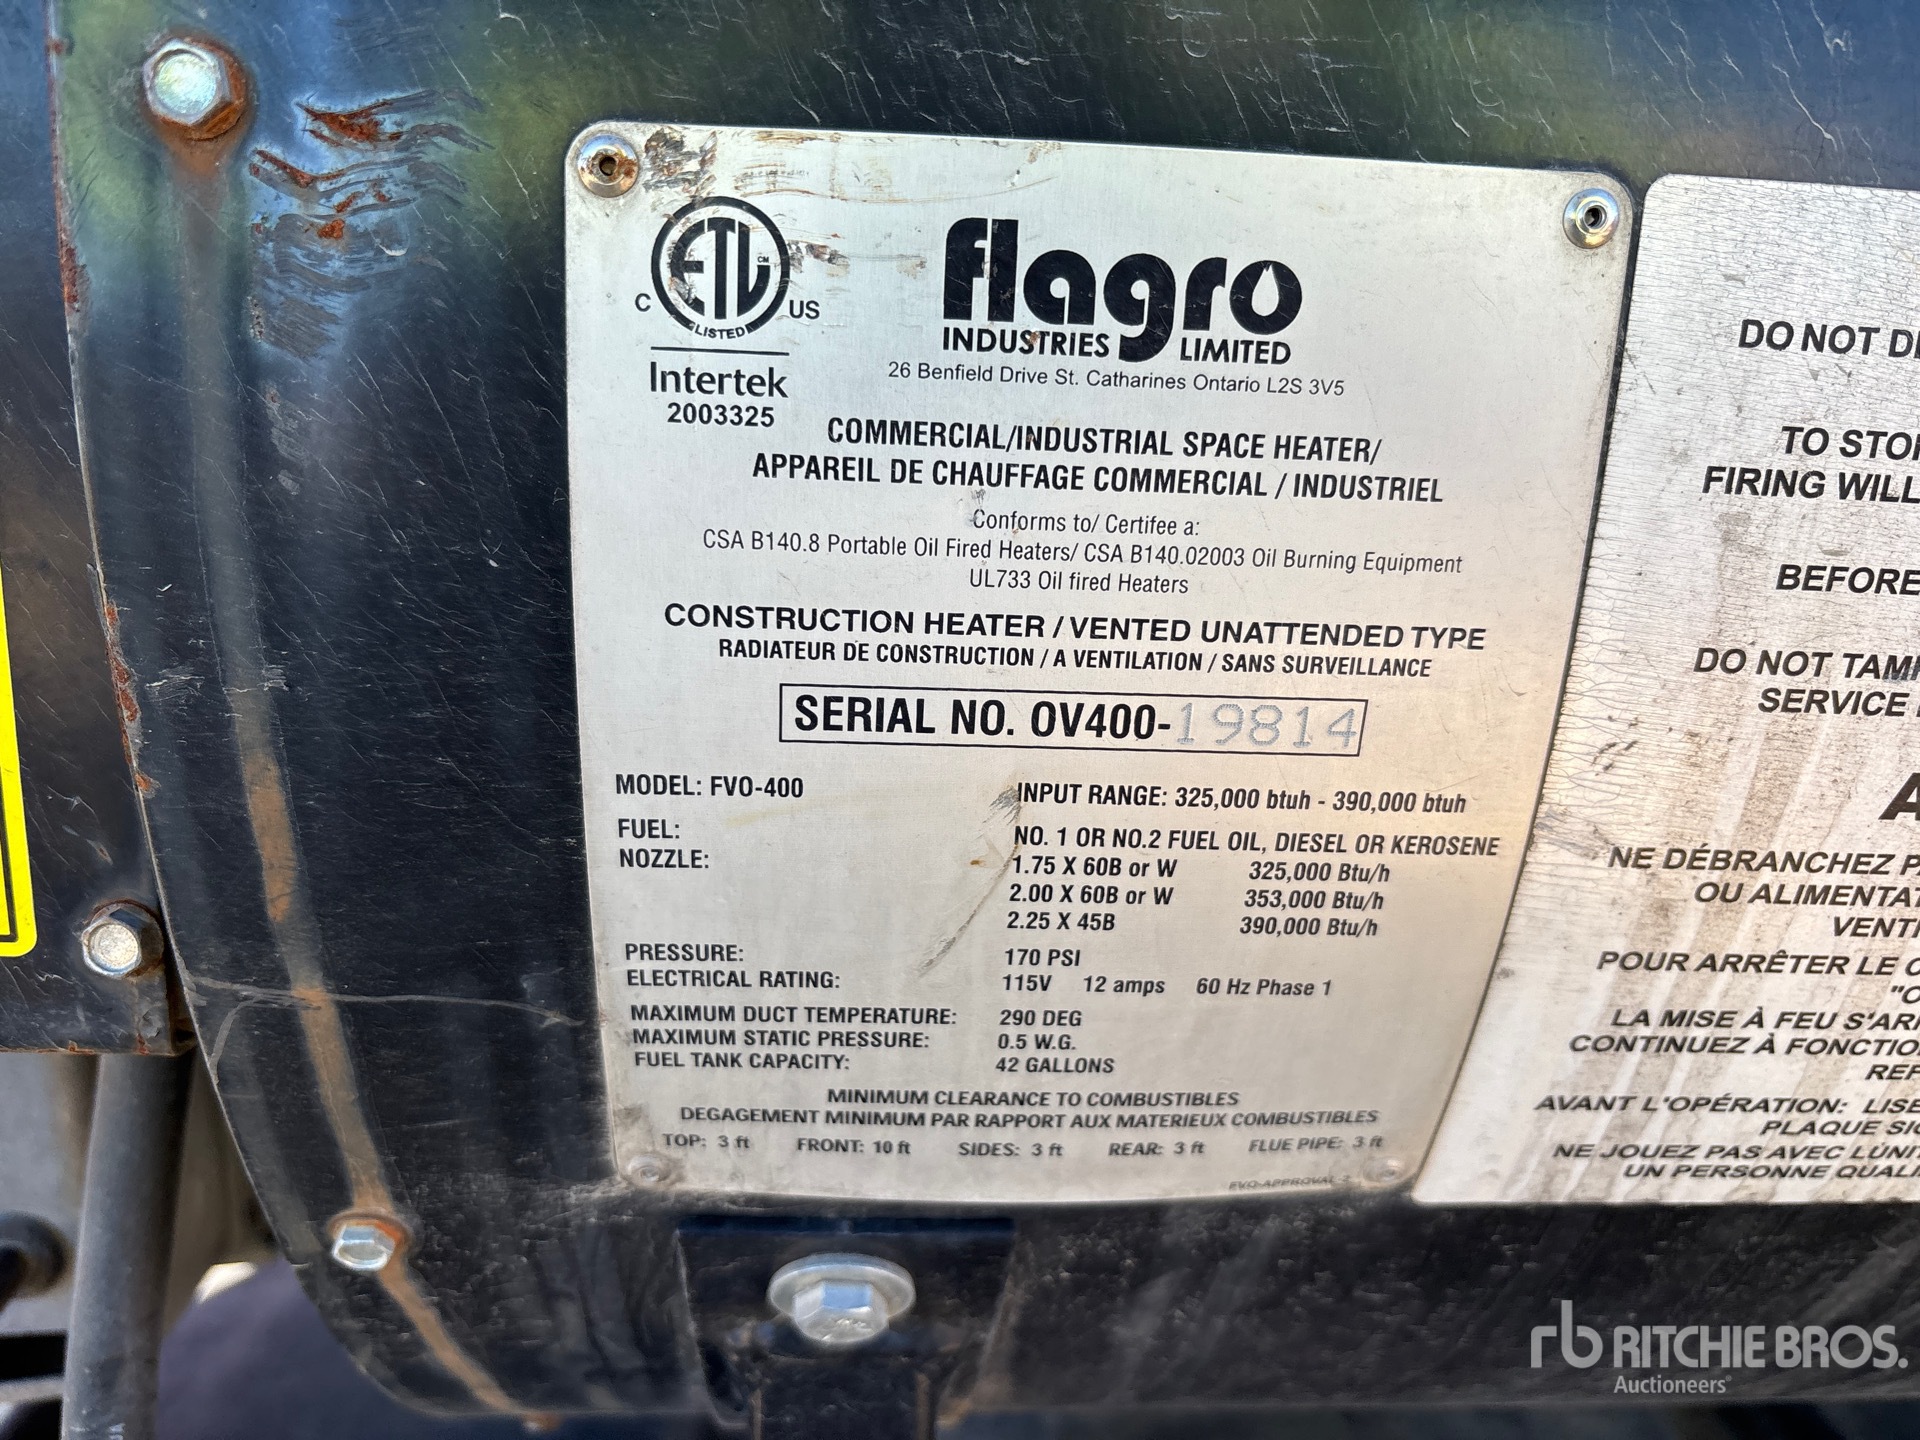 ETL CM
LISTED
C US
Intertek
2003325
flagro
INDUSTRIES LIMITED
26 Benfield Drive St. Catharines Ontario L2S 3V5
COMMERCIAL/INDUSTRIAL SPACE HEATER/
APPAREIL DE CHAUFFAGE COMMERCIAL / INDUSTRIEL
Conforms to/ Certifee a:
CSA B140.8 Portable Oil Fired Heaters/ CSA B140.02003 Oil Burning Equipment
UL733 Oil fired Heaters
CONSTRUCTION HEATER / VENTED UNATTENDED TYPE
RADIATEUR DE CONSTRUCTION / A VENTILATION / SANS SURVEILLANCE
SERIAL NO. OV400-19814
MODEL: FVO-400 INPUT RANGE: 325,000 btuh - 390,000 btuh
FUEL: NO. 1 OR NO.2 FUEL OIL, DIESEL OR KEROSENE
NOZZLE: 1.75 X 60B or W 325,000 Btu/h
2.00 X 60B or W 353,000 Btu/h
2.25 X 45B 390,000 Btu/h
PRESSURE: 170 PSI
ELECTRICAL RATING: 115V 12 amps 60 Hz Phase 1
MAXIMUM DUCT TEMPERATURE: 290 DEG
MAXIMUM STATIC PRESSURE: 0.5 W.G.
FUEL TANK CAPACITY: 42 GALLONS
MINIMUM CLEARANCE TO COMBUSTIBLES
DEGAGEMENT MINIMUM PAR RAPPORT AUX MATERIEUX COMBUSTIBLES
TOP: 3 ft FRONT: 10 ft SIDES: 3 ft REAR: 3 ft FLUE PIPE: 3 ft
DO NOT
TO
FIRING WILL
BEFORE
DO NOT
SERVICE
NE DÉBRANCHEZ
OU
POUR ARRÊTER LE
LA MISE À FEU
CONTINUEZ À
AVANT L'OPÉRATION:
PLAQUE
NE JOUEZ PAS AVEC
UN PERSONNE
rb RITCHIE BROS.
Auctioneers